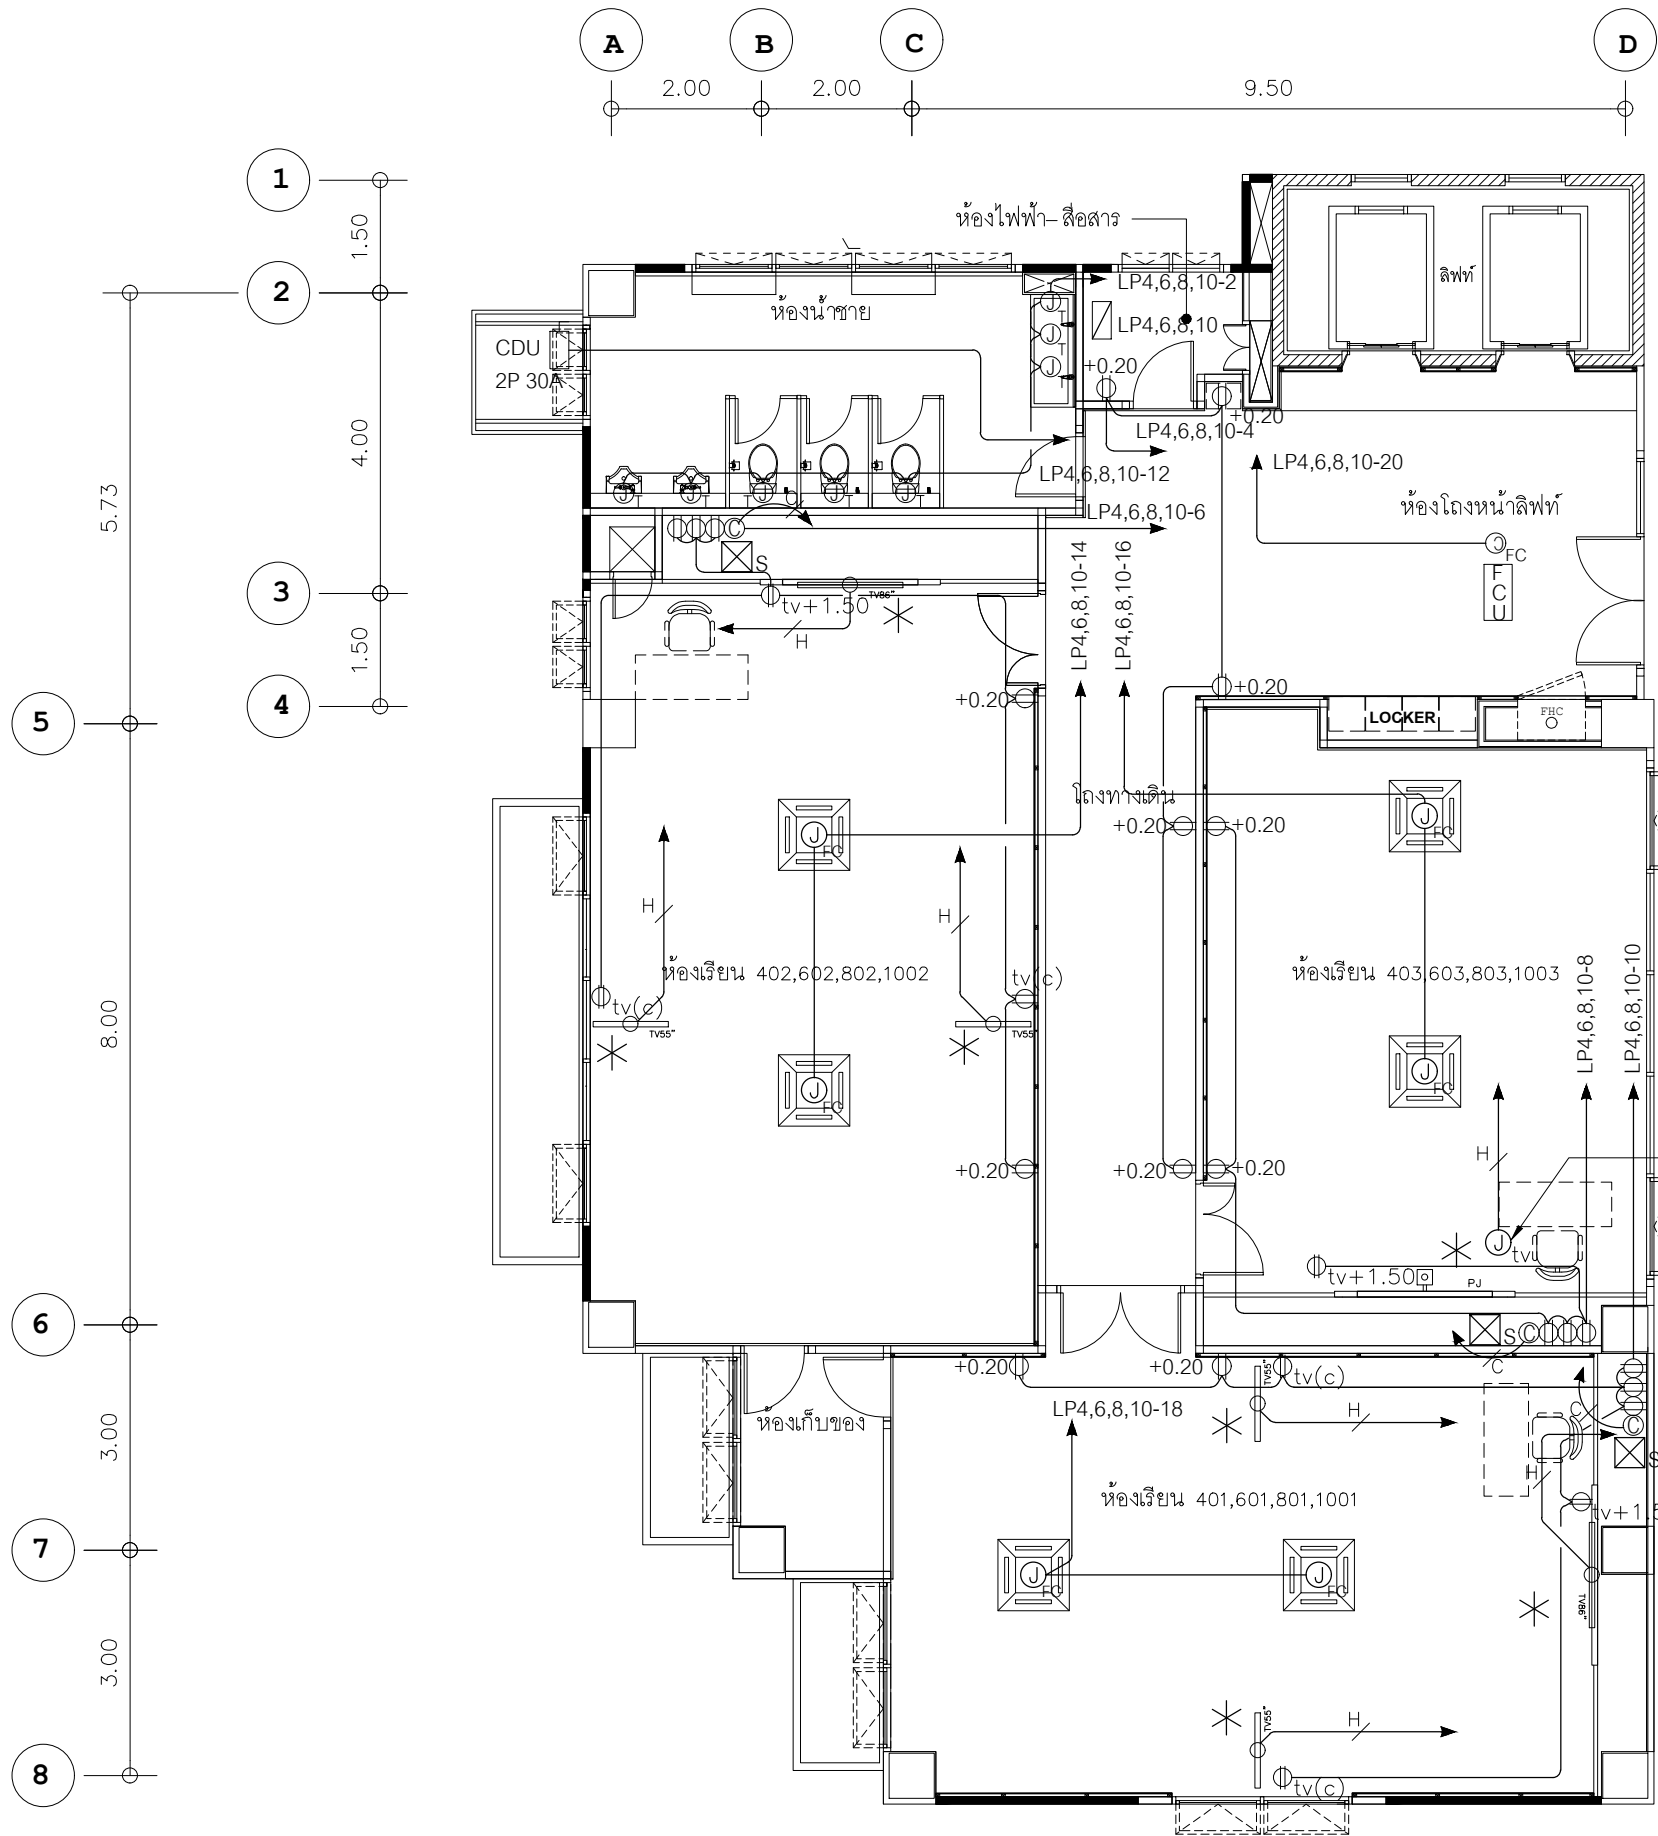 A
B
C
D
2.00
2.00
9.50
1
1.50
2
ห้องไฟฟ้า-สื่อสาร
ลิฟท์
LP4,6,8,10-2
ห้องน้ำชาย
LP4,6,8,10
CDU
2P 30A
J
T
J
T
J
T
+0.20
+0.20
LP4,6,8,10-4
4.00
5.73
LP4,6,8,10-12
LP4,6,8,10-20
J
T
J
T
J
T
J
T
J
T
C
C
LP4,6,8,10-6
ห้องโถงหน้าลิฟท์
S
FC
FCU
LP4,6,8,10-14
LP4,6,8,10-16
3
tv+1.50
TV86"
H
1.50
4
5
+0.20
+0.20
LOCKER
FHC
โถงทางเดิน
J
FC
+0.20
+0.20
J
FC
H
H
ห้องเรียน 402,602,802,1002
ห้องเรียน 403,603,803,1003
tv(c)
tv(c)
TV55"
TV55"
8.00
LP4,6,8,10-8
LP4,6,8,10-10
J
FC
J
FC
+0.20
+0.20
+0.20
H
J
tv
tv+1.50
PJ
6
S
C
C
+0.20
+0.20
tv(c)
TV55"
LP4,6,8,10-18
H
C
C
S
ห้องเก็บของ
3.00
H
ห้องเรียน 401,601,801,1001
tv+1.5
7
J
FC
J
FC
TV86"
3.00
TV55"
H
8
tv(c)